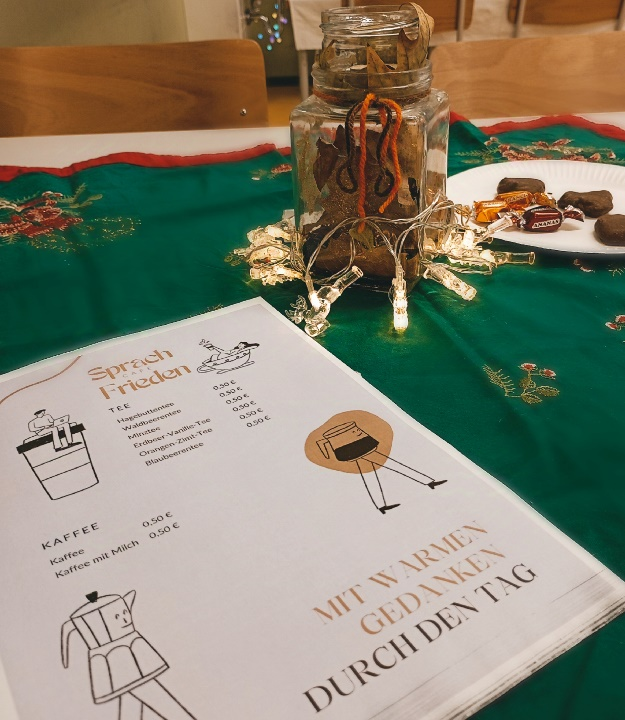 Sprach
Frieden
TEE
Hagebuttentee 0,50 €
Waldbeerentee 0,50 €
Minztee 0,50 €
Erdbeer-Vanille-Tee 0,50 €
Orangen-Zimt-Tee 0,50 €
Blaubeerentee 0,50 €
KAFFEE
Kaffee 0,50 €
Kaffee mit Milch 0,50 €
MIT WARMEN
GEDANKEN
DURCH DEN TAG